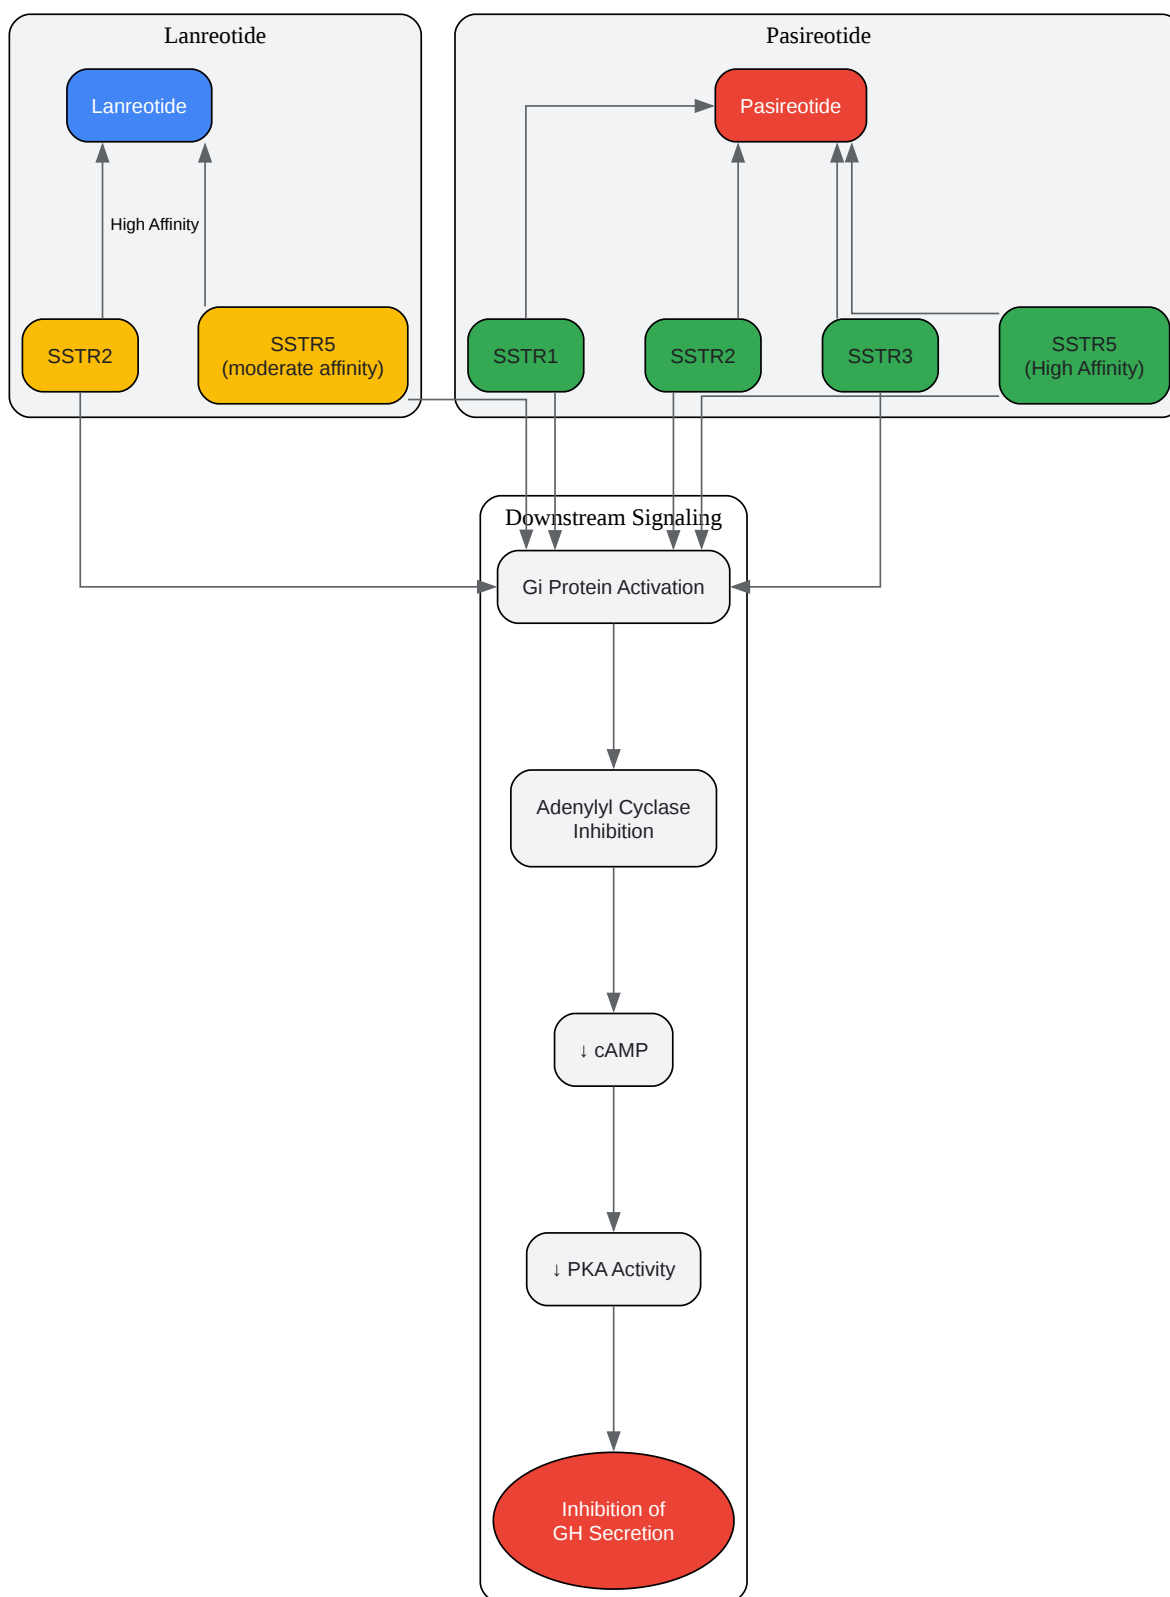 Lanreotide
Pasireotide
Lanreotide
Pasireotide
High Affinity
SSTR2
SSTR5
(moderate affinity)
SSTR1
SSTR2
SSTR3
SSTR5
(High Affinity)
Downstream Signaling
Gi Protein Activation
Adenylyl Cyclase
Inhibition
↓ cAMP
↓ PKA Activity
Inhibition of
GH Secretion